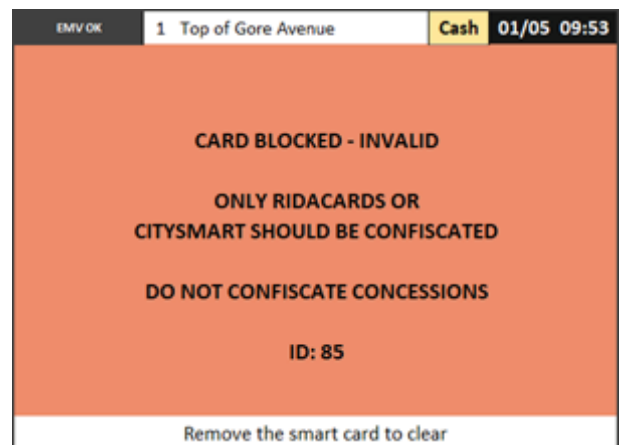 EMV OK 1 Top of Gore Avenue Cash 01/05 09:53
CARD BLOCKED - INVALID
ONLY RIDACARDS OR
CITYSMART SHOULD BE CONFISCATED
DO NOT CONFISCATE CONCESSIONS
ID: 85
Remove the smart card to clear